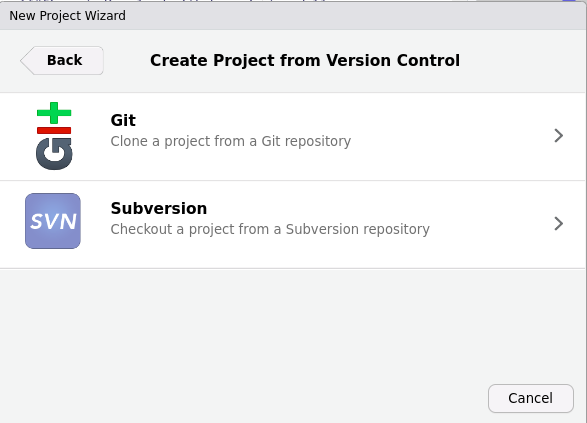 New Project Wizard
Back
Create Project from Version Control
Git
Clone a project from a Git repository
Subversion
Checkout a project from a Subversion repository
SVN
Cancel